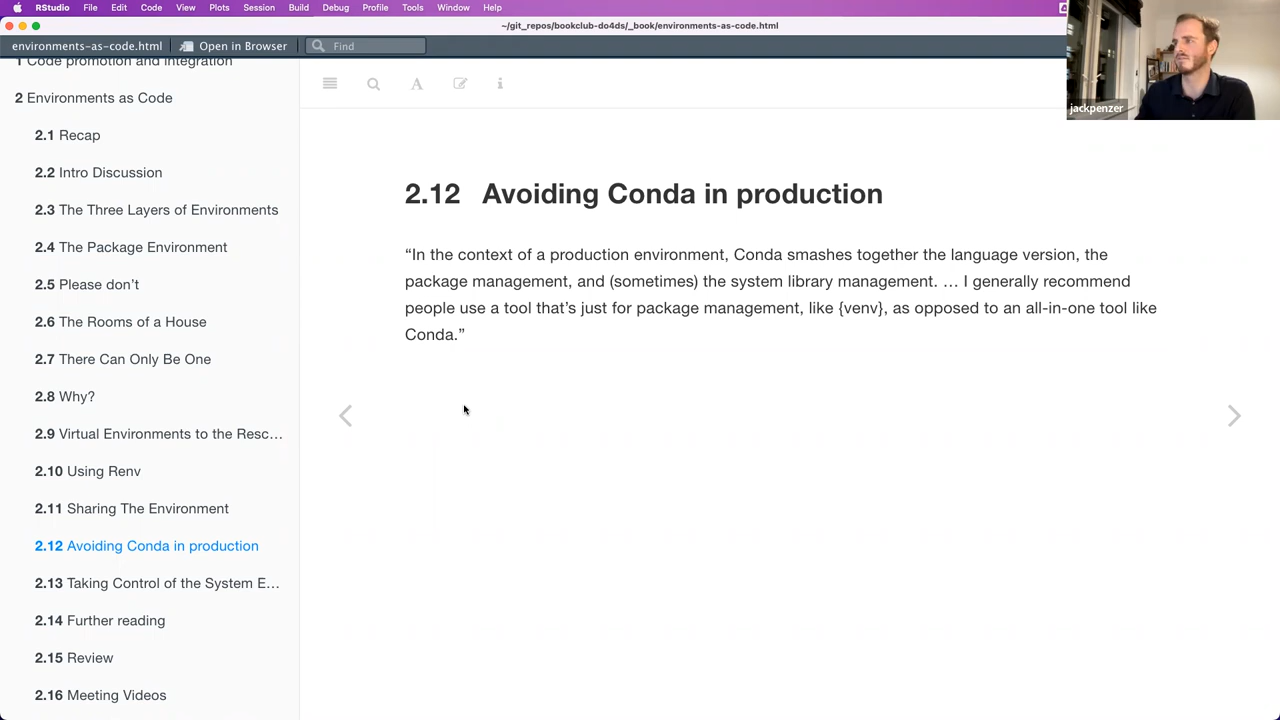 RStudio File Edit Code View Plots Session Build Debug Profile Tools Window Help
~/git_repos/bookclub-do4ds/_book/environments-as-code.html
environments-as-code.html Open in Browser Find
1 Code promotion and integration
2 Environments as Code
2.1 Recap
2.2 Intro Discussion
2.3 The Three Layers of Environments
2.4 The Package Environment
2.5 Please don’t
2.6 The Rooms of a House
2.7 There Can Only Be One
2.8 Why?
2.9 Virtual Environments to the Resc…
2.10 Using Renv
2.11 Sharing The Environment
2.12 Avoiding Conda in production
2.13 Taking Control of the System E…
2.14 Further reading
2.15 Review
2.16 Meeting Videos
2.12 Avoiding Conda in production
“In the context of a production environment, Conda smashes together the language version, the
package management, and (sometimes) the system library management. … I generally recommend
people use a tool that’s just for package management, like {venv}, as opposed to an all-in-one tool like
Conda.”
jackpenzer